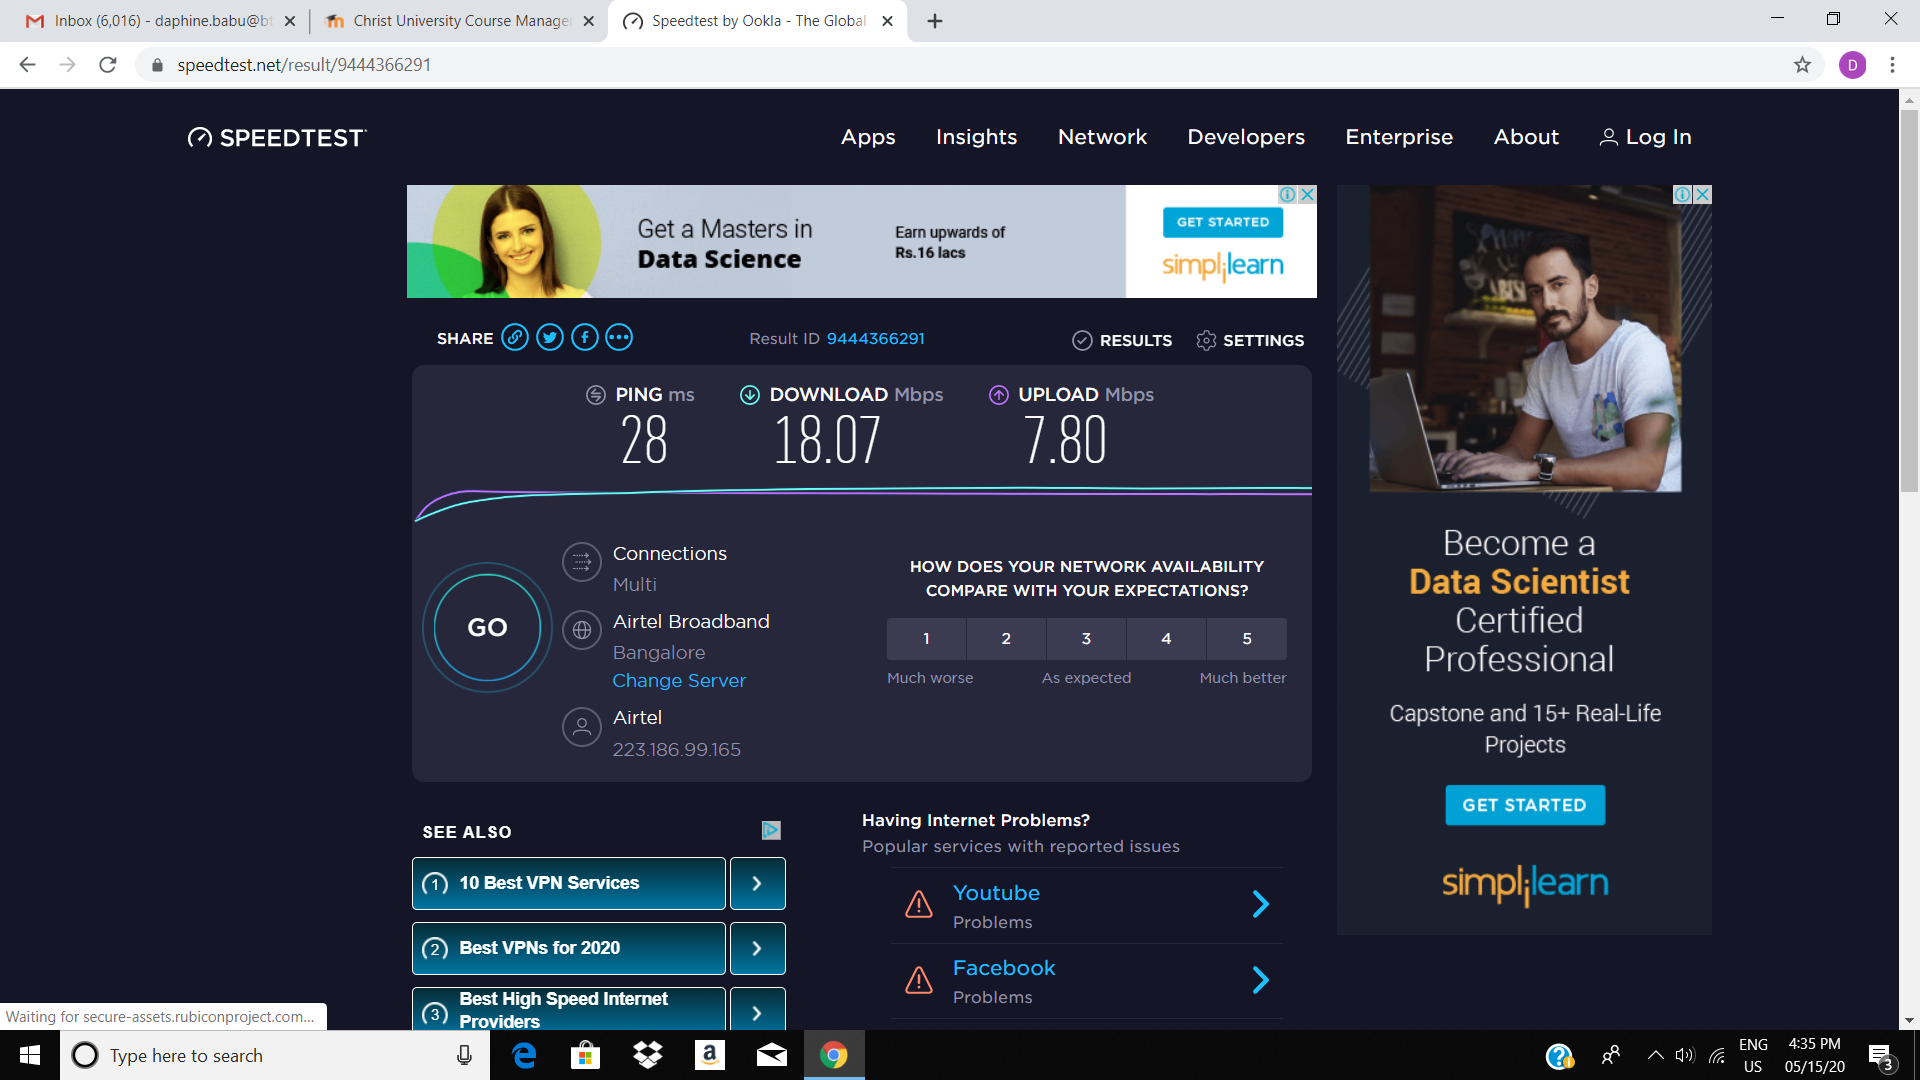 Inbox (6,016) - daphine.babu@bt
Christ University Course Manage
Speedtest by Ookla - The Global
speedtest.net/result/9444366291
D
SPEEDTEST
Apps
Insights
Network
Developers
Enterprise
About
Log In
Get a Masters in
Data Science
Earn upwards of
Rs.16 lacs
GET STARTED
simplilearn
SHARE
Result ID 9444366291
RESULTS
SETTINGS
PING ms
28
DOWNLOAD Mbps
18.07
UPLOAD Mbps
7.80
GO
Connections
Multi
Airtel Broadband
Bangalore
Change Server
Airtel
223.186.99.165
HOW DOES YOUR NETWORK AVAILABILITY
COMPARE WITH YOUR EXPECTATIONS?
1 2 3 4 5
Much worse As expected Much better
Become a
Data Scientist
Certified
Professional
Capstone and 15+ Real-Life
Projects
GET STARTED
simplilearn
SEE ALSO
1 10 Best VPN Services
2 Best VPNs for 2020
3 Best High Speed Internet
Providers
Having Internet Problems?
Popular services with reported issues
Youtube
Problems
Facebook
Problems
Waiting for secure-assets.rubiconproject.com...
Type here to search
ENG
US
4:35 PM
05/15/20
3